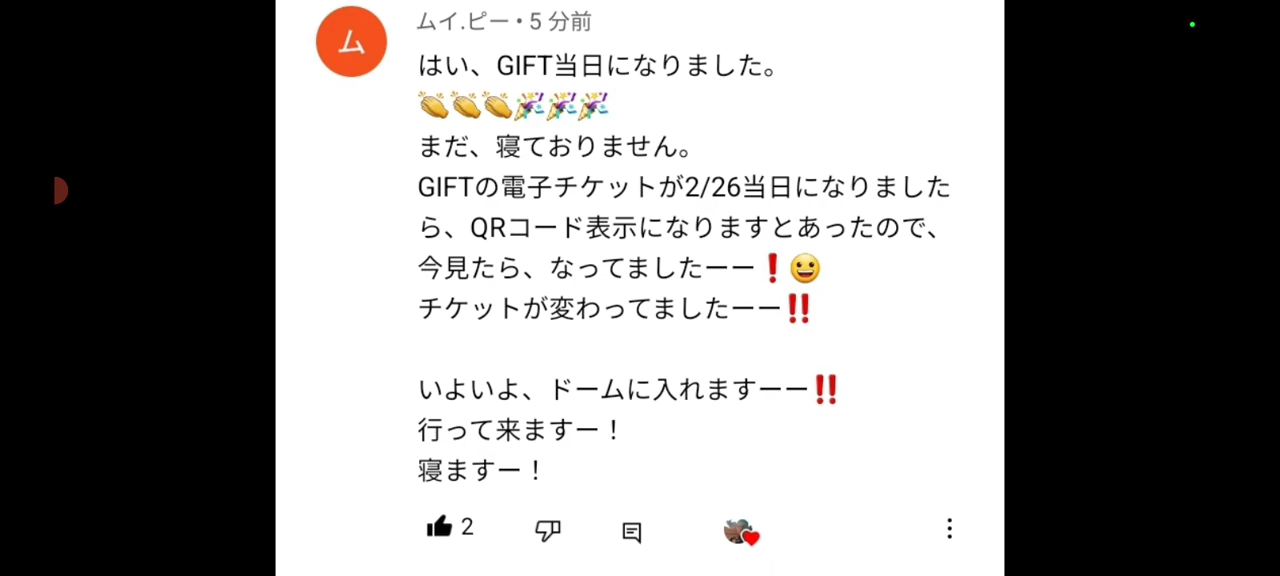 ム
ムイ.ピー • 5 分前
はい、GIFT当日になりました。
👏👏👏🎉🎉🎉
まだ、寝ておりません。
GIFTの電子チケットが2/26当日になりました
ら、QRコード表示になりますとあったので、
今見たら、なってましたーー❗😀
チケットが変わってましたーー‼️
いよいよ、ドームに入れますーー‼️
行って来ますー！
寝ますー！
2